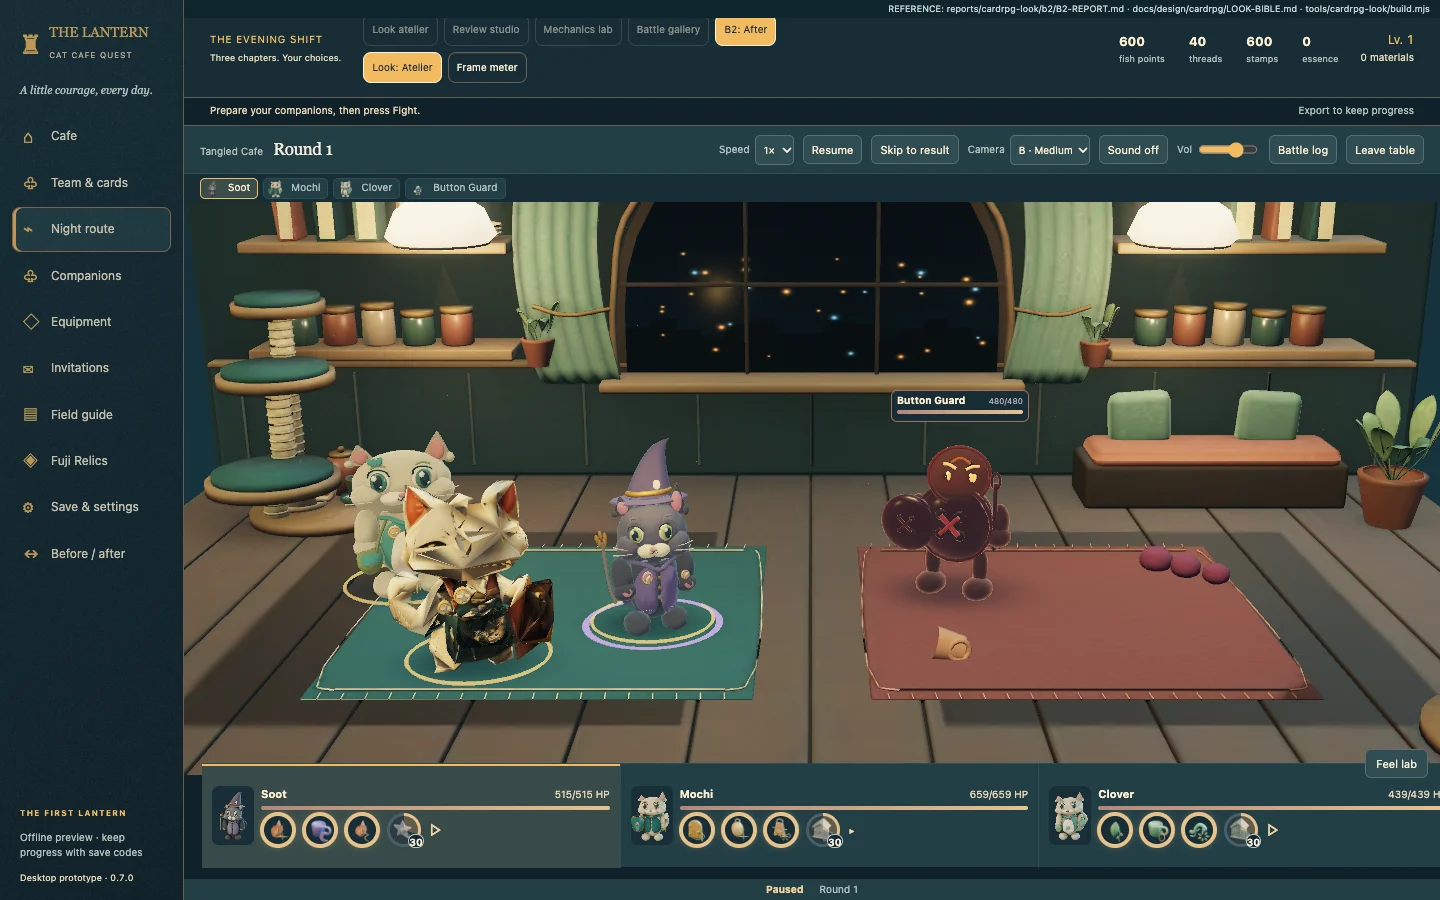 REFERENCE: reports/cardrpg-look/b2/B2-REPORT.md · docs/design/cardrpg/LOOK-BIBLE.md · tools/cardrpg-look/build.mjs
THE LANTERN
CAT CAFE QUEST
A little courage, every day.
Cafe
Team & cards
Night route
Companions
Equipment
Invitations
Field guide
Fuji Relics
Save & settings
Before / after
THE FIRST LANTERN
Offline preview · keep
progress with save codes
Desktop prototype · 0.7.0
THE EVENING SHIFT
Three chapters. Your choices.
Look atelier
Review studio
Mechanics lab
Battle gallery
B2: After
Look: Atelier
Frame meter
600
fish points
40
threads
600
stamps
0
essence
Lv. 1
0 materials
Prepare your companions, then press Fight.
Export to keep progress
Tangled Cafe
Round 1
Speed
1×
Resume
Skip to result
Camera
B · Medium
Sound off
Vol
Battle log
Leave table
Soot
Mochi
Clover
Button Guard
Button Guard 480/480
Feel lab
Soot
515/515 HP
30
Mochi
659/659 HP
30
Clover
439/439 H
30
Paused
Round 1